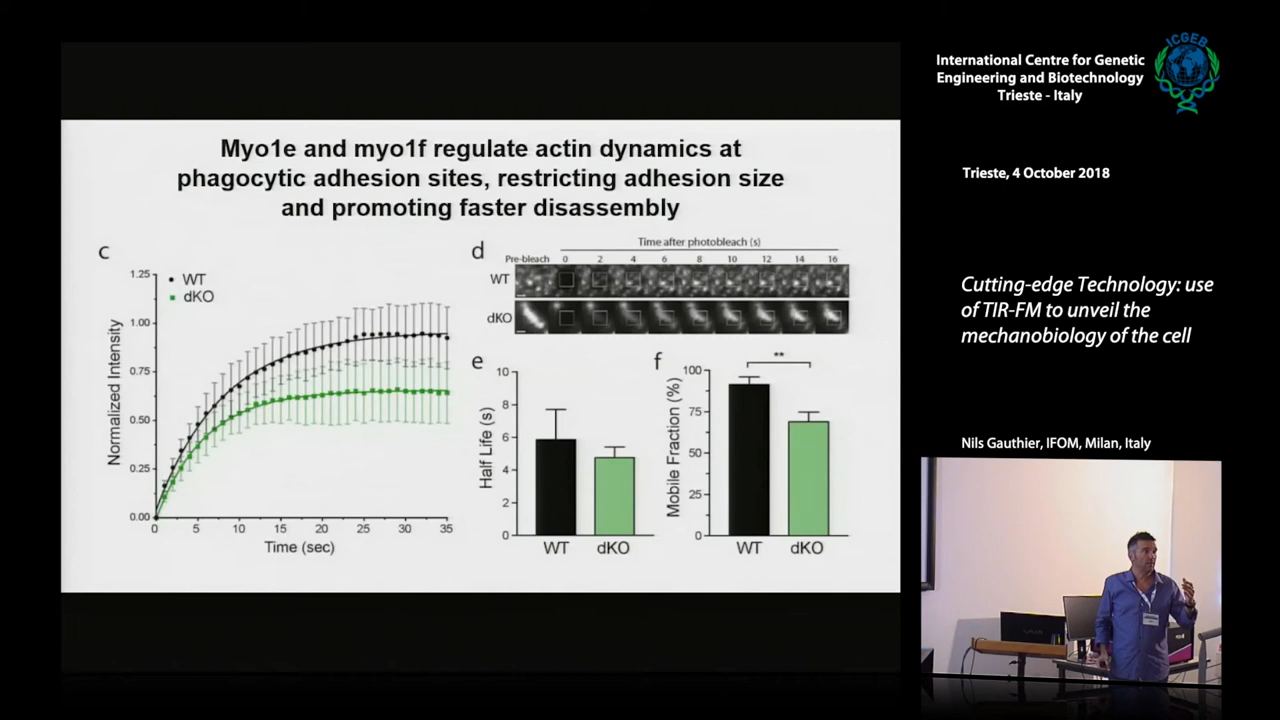 Myo1e and myo1f regulate actin dynamics at
phagocytic adhesion sites, restricting adhesion size
and promoting faster disassembly
c
WT
dKO
Normalized Intensity
1.25
1.00
0.75
0.50
0.25
0.00
0 5 10 15 20 25 30 35
Time (sec)
d
Time after photobleach (s)
Pre-bleach 0 2 4 6 8 10 12 14 16
WT
dKO
e
Half Life (s)
10
8
6
4
2
0
WT dKO
f
Mobile Fraction (%)
**
100
75
50
25
0
WT dKO
ICGEB
International Centre for Genetic
Engineering and Biotechnology
Trieste - Italy
Trieste, 4 October 2018
Cutting-edge Technology: use
of TIR-FM to unveil the
mechanobiology of the cell
Nils Gauthier, IFOM, Milan, Italy